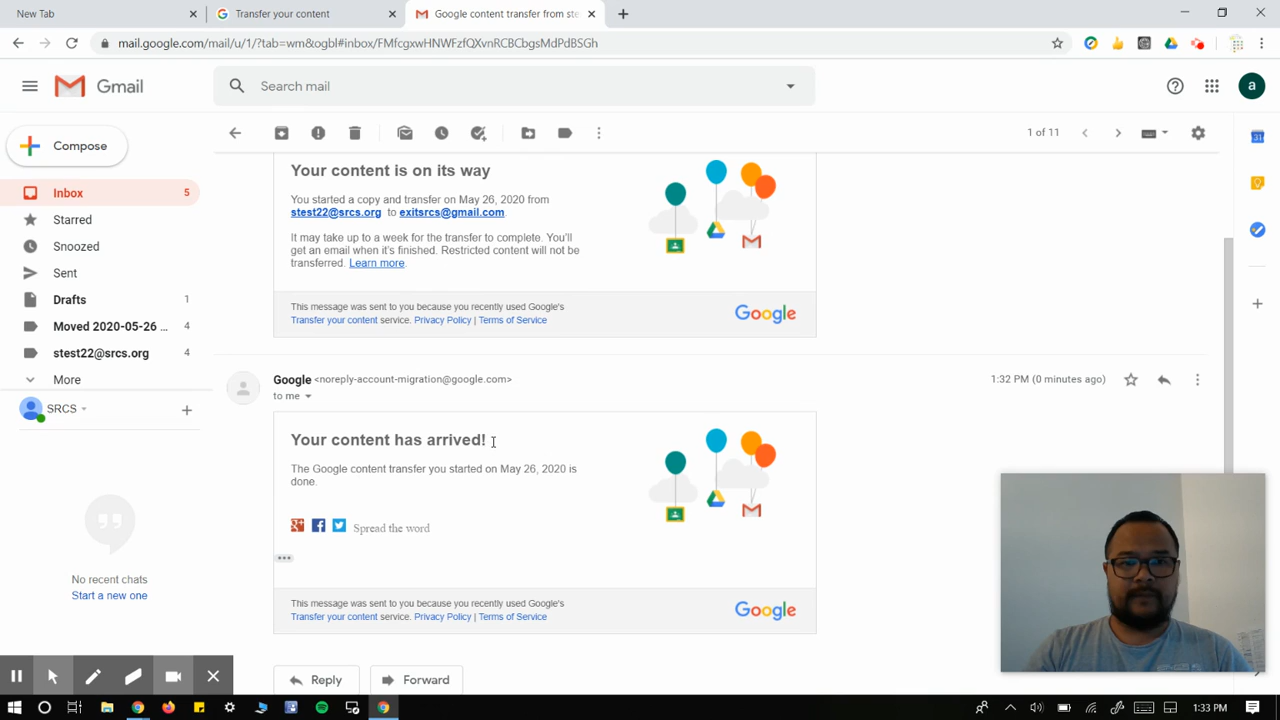 New Tab
Transfer your content
Google content transfer from ste
mail.google.com/mail/u/1/?tab=wm&ogbl#inbox/FMfcgxwHNWFzfQXvnRCBCbgsMdPdBSGh
Gmail
Search mail
a
Compose
1 of 11
Inbox 5
Starred
Snoozed
Sent
Drafts 1
Moved 2020-05-26 ... 4
stest22@srcs.org 4
More
SRCS
No recent chats
Start a new one
Your content is on its way
You started a copy and transfer on May 26, 2020 from
stest22@srcs.org to exitsrcs@gmail.com.
It may take up to a week for the transfer to complete. You'll
get an email when it's finished. Restricted content will not be
transferred. Learn more.
This message was sent to you because you recently used Google's
Transfer your content service. Privacy Policy | Terms of Service
Google
Google <noreply-account-migration@google.com>
1:32 PM (0 minutes ago)
to me
Your content has arrived!
The Google content transfer you started on May 26, 2020 is
done.
Spread the word
This message was sent to you because you recently used Google's
Transfer your content service. Privacy Policy | Terms of Service
Google
Reply
Forward
1:33 PM